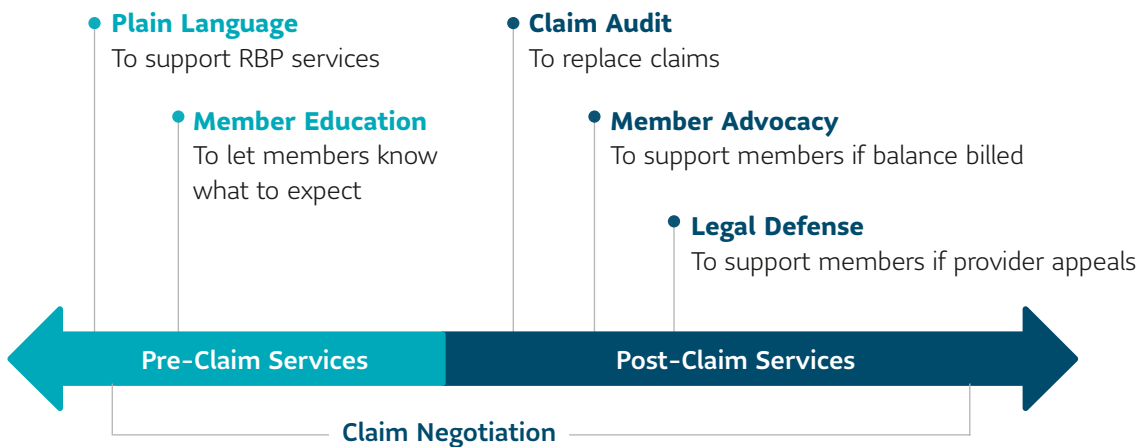 Plain Language
To support RBP services
Member Education
To let members know
what to expect
Claim Audit
To replace claims
Member Advocacy
To support members if balance billed
Legal Defense
To support members if provider appeals
Pre-Claim Services
Post-Claim Services
Claim Negotiation